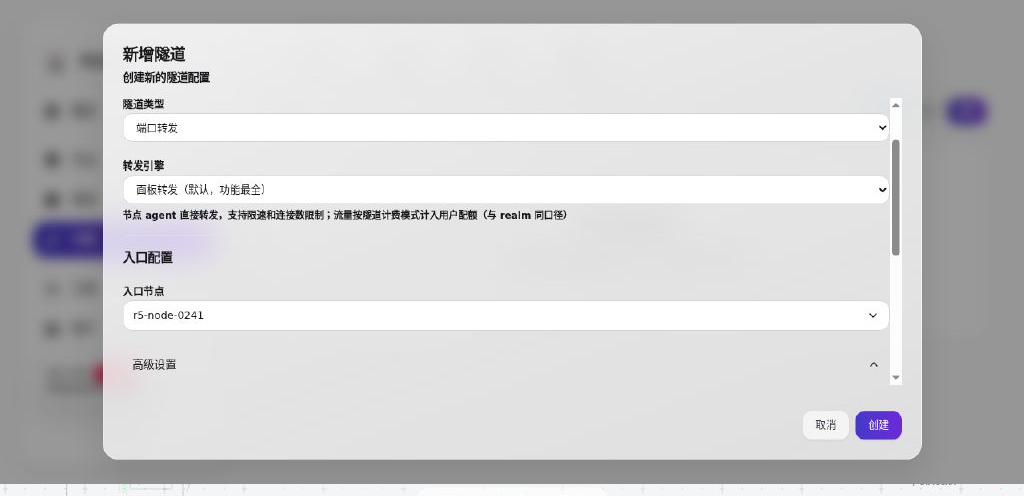 新增隧道
创建新的隧道配置
隧道类型
端口转发
转发引擎
面板转发（默认，功能最全）
节点 agent 直接转发，支持限速和连接数限制；流量按隧道计费模式计入用户配额（与 realm 同口径）
入口配置
入口节点
r5-node-0241
高级设置
取消
创建